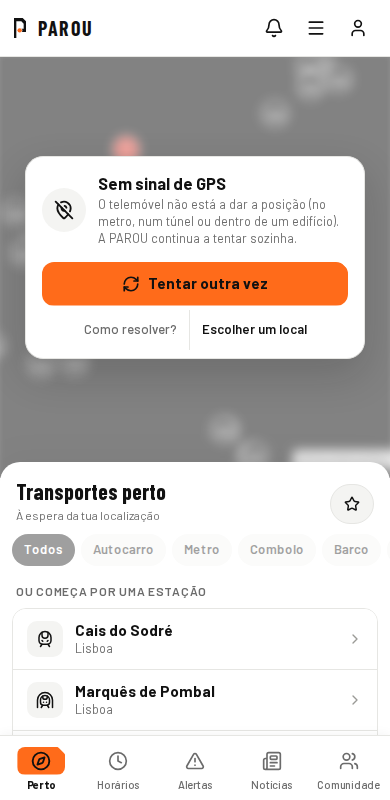 PAROU
Sem sinal de GPS
O telemóvel não está a dar a posição (no
metro, num túnel ou dentro de um edifício).
A PAROU continua a tentar sozinha.
Tentar outra vez
Como resolver?
Escolher um local
Transportes perto
À espera da tua localização
Todos
Autocarro
Metro
Comboio
Barco
OU COMEÇA POR UMA ESTAÇÃO
Cais do Sodré
Lisboa
Marquês de Pombal
Lisboa
Perto
Horários
Alertas
Notícias
Comunidade